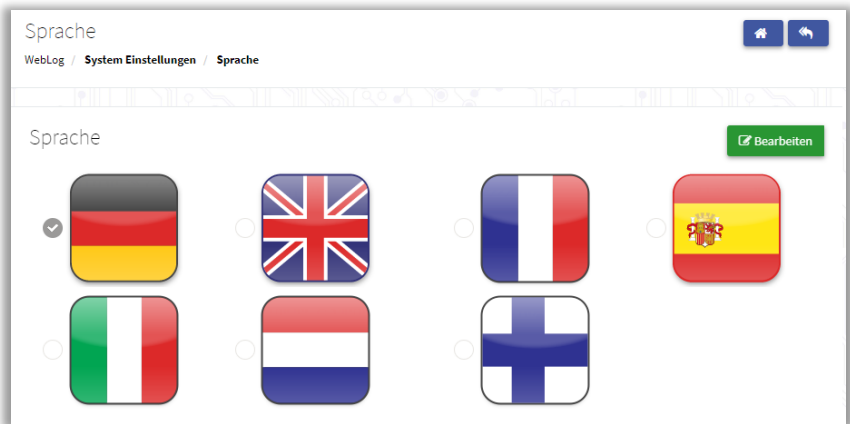 Sprache
WebLog / System Einstellungen / Sprache
Sprache
Bearbeiten